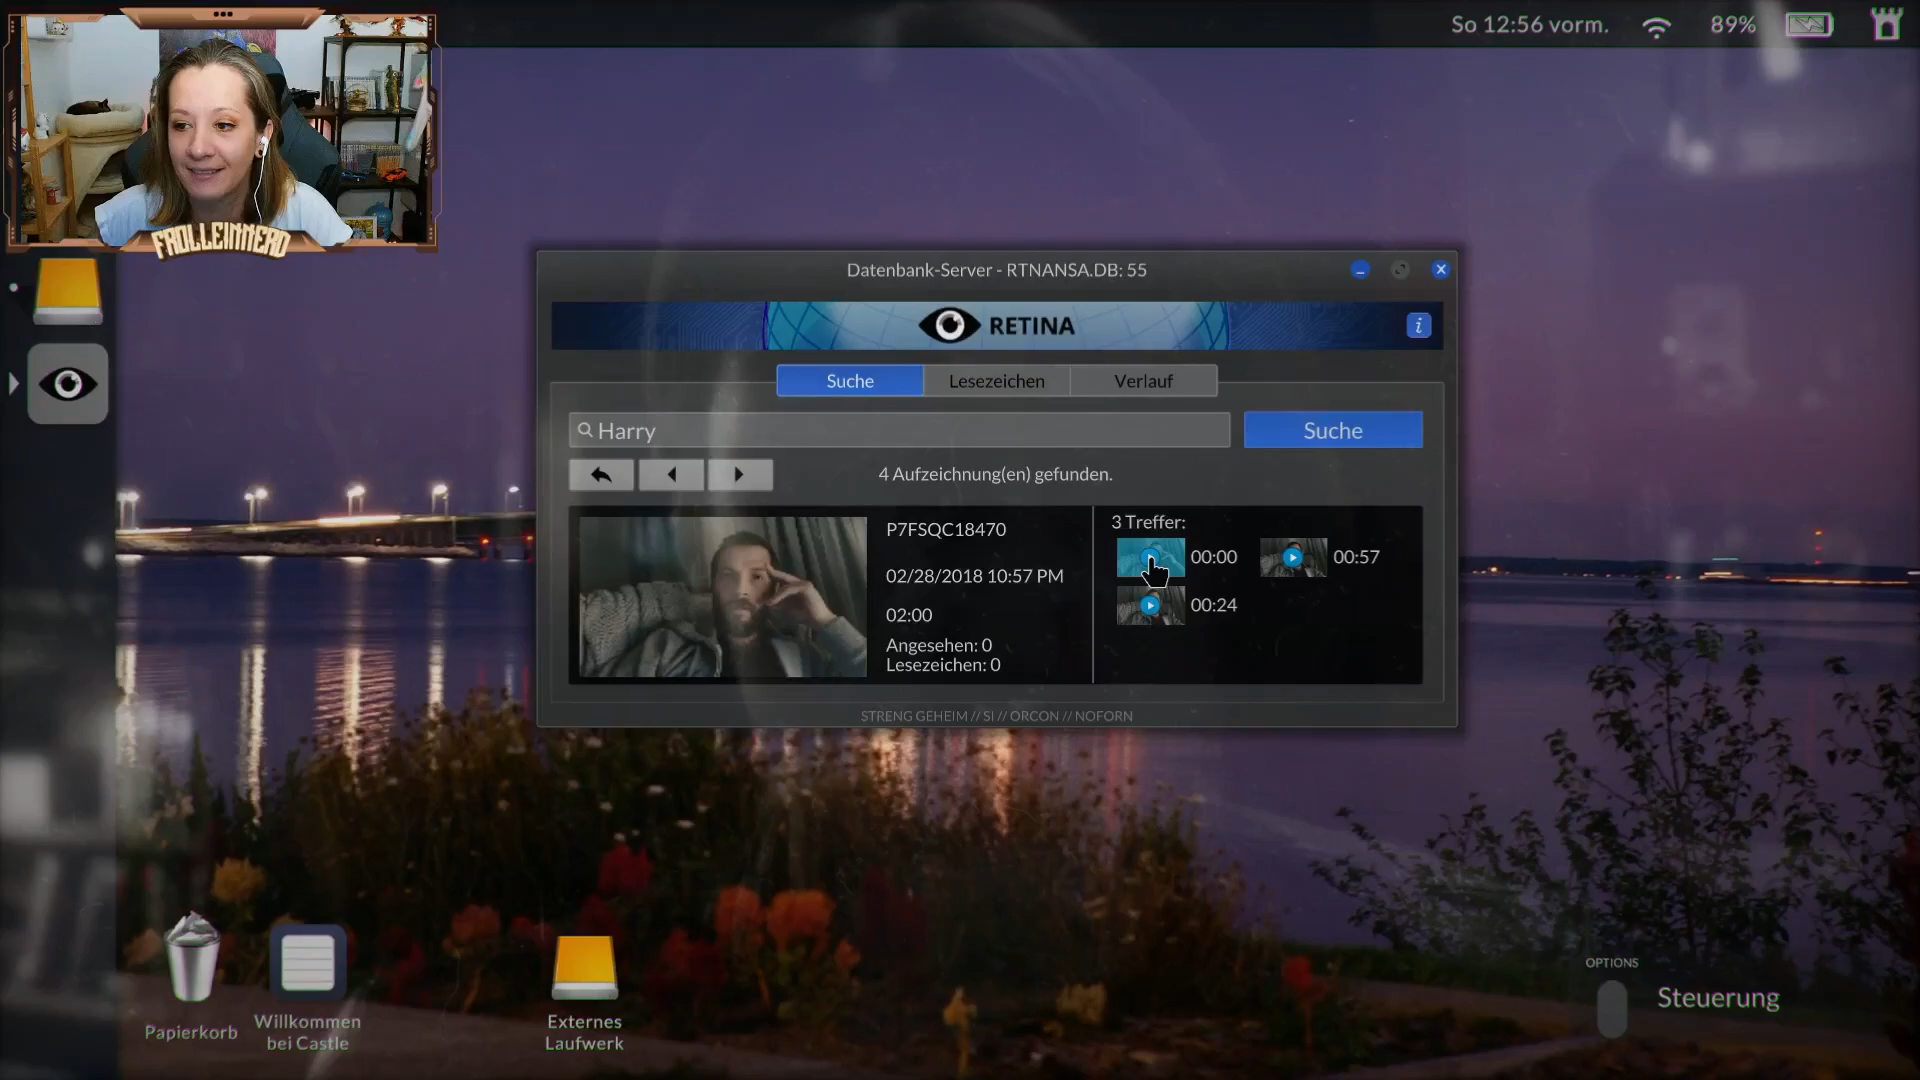 So 12:56 vorm.
89%
FROLLEINNERD
Datenbank-Server - RTNANSA.DB: 55
RETINA
i
Suche
Lesezeichen
Verlauf
Harry
Suche
4 Aufzeichnung(en) gefunden.
P7FSQC18470
02/28/2018 10:57 PM
02:00
Angesehen: 0
Lesezeichen: 0
3 Treffer:
00:00
00:57
00:24
STRENG GEHEIM // SI // ORCON // NOFORN
Papierkorb
Willkommen
bei Castle
Externes
Laufwerk
OPTIONS
Steuerung